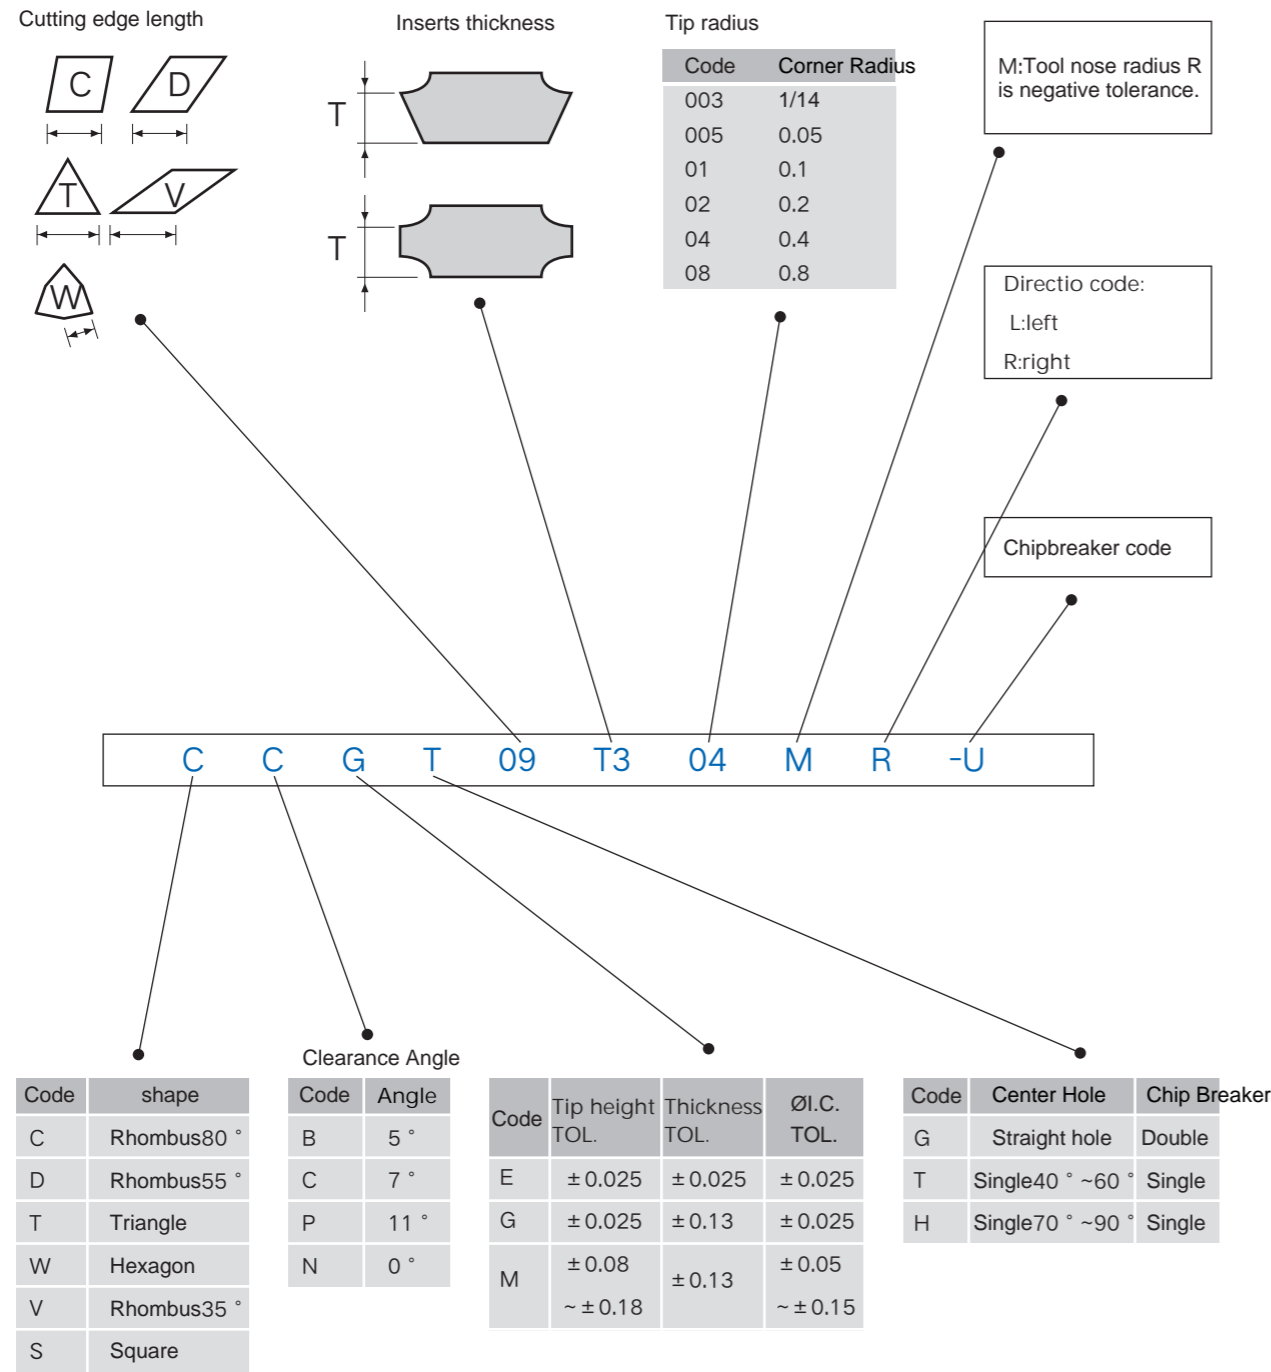 Cutting edge length
C D
T V
W
Inserts thickness
T
T
Tip radius
Code Corner Radius
003 1/14
005 0.05
01 0.1
02 0.2
04 0.4
08 0.8
M:Tool nose radius R
is negative tolerance.
Directio code:
L:left
R:right
Chipbreaker code
C C G T 09 T3 04 M R -U
Code shape
C Rhombus80 °
D Rhombus55 °
T Triangle
W Hexagon
V Rhombus35 °
S Square
Clearance Angle
Code Angle
B 5 °
C 7 °
P 11 °
N 0 °
Code Tip height TOL. Thickness TOL. ØI.C. TOL.
E ±0.025 ±0.025 ±0.025
G ±0.025 ±0.13 ±0.025
M ±0.08 ~±0.18 ±0.13 ±0.05 ~±0.15
Code Center Hole Chip Breaker
G Straight hole Double
T Single40 ° ~60 ° Single
H Single70 ° ~90 ° Single